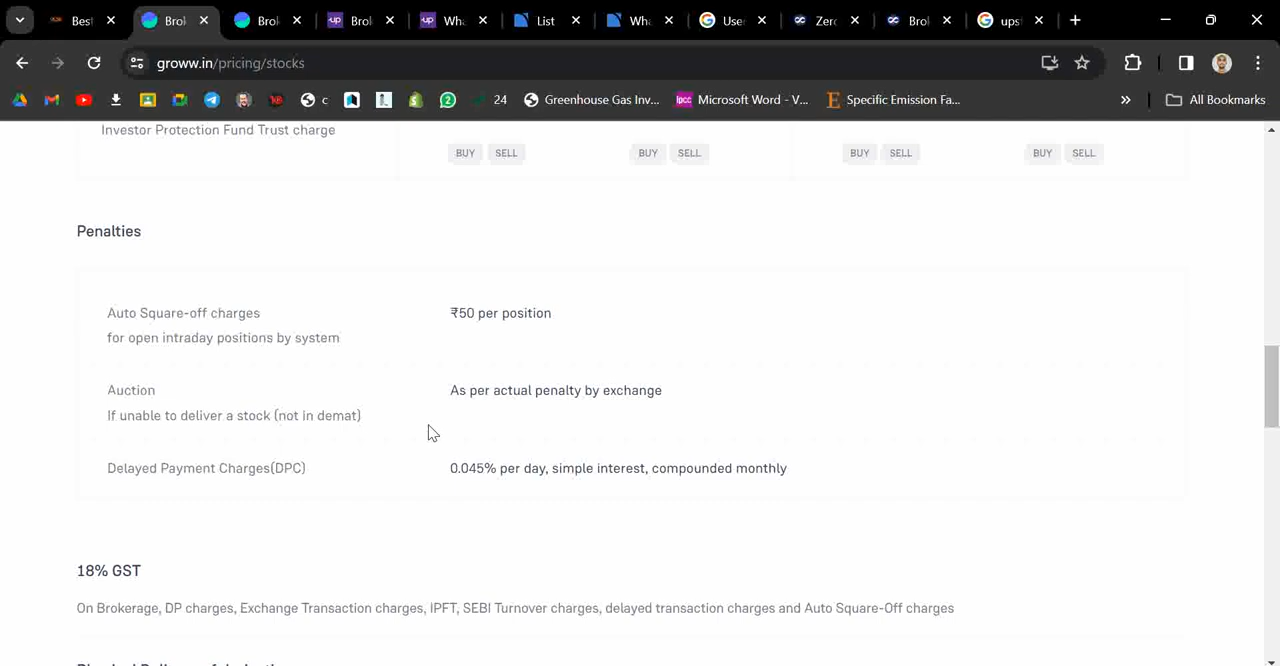 Best
Brol
Brol
Brol
Wha
List
Wha
User
Zero
Brol
upst
groww.in/pricing/stocks
c
24
Greenhouse Gas Inv...
Microsoft Word - V...
Specific Emission Fa...
All Bookmarks
Investor Protection Fund Trust charge
BUY SELL BUY SELL BUY SELL BUY SELL
Penalties
Auto Square-off charges ₹50 per position
for open intraday positions by system
Auction As per actual penalty by exchange
If unable to deliver a stock (not in demat)
Delayed Payment Charges(DPC) 0.045% per day, simple interest, compounded monthly
18% GST
On Brokerage, DP charges, Exchange Transaction charges, IPFT, SEBI Turnover charges, delayed transaction charges and Auto Square-Off charges